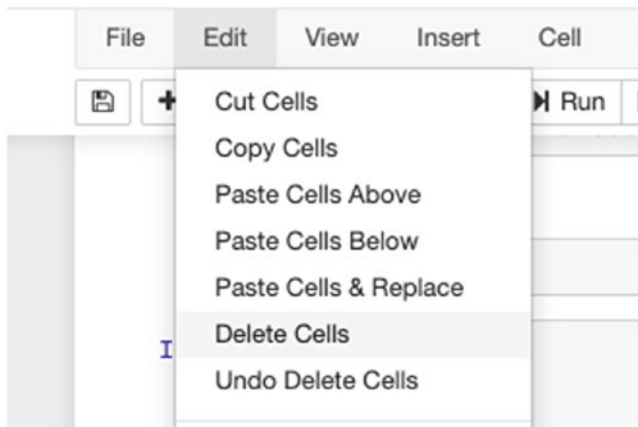 File Edit View Insert Cell
Run
Cut Cells
Copy Cells
Paste Cells Above
Paste Cells Below
Paste Cells & Replace
Delete Cells
Undo Delete Cells
I